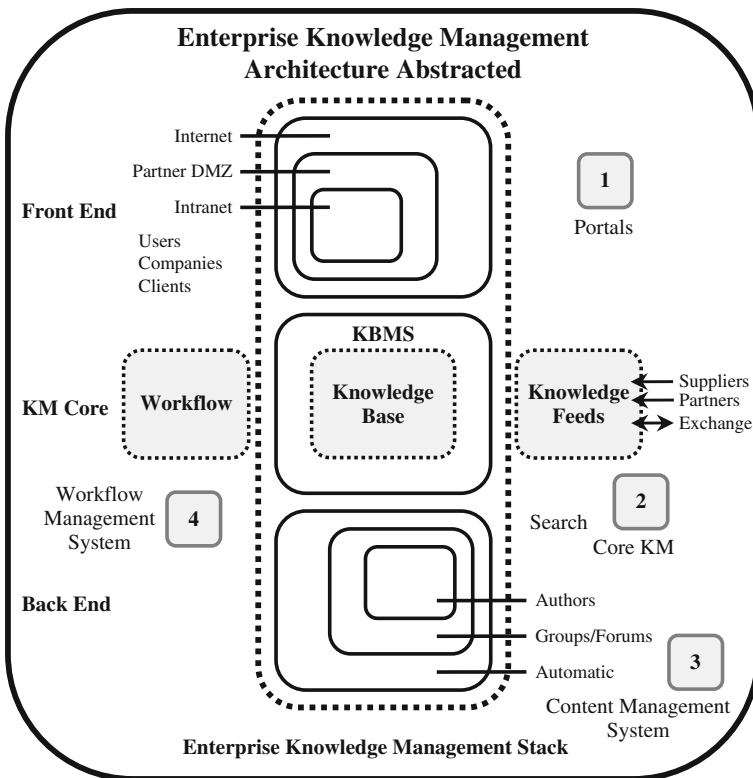 Enterprise Knowledge Management
Architecture Abstracted
Internet
Partner DMZ
Intranet
Front End
Users
Companies
Clients
1
Portals
KBMS
KM Core
Workflow
Knowledge
Base
Knowledge
Feeds
Suppliers
Partners
Exchange
Workflow
Management
System
4
Search
2
Core KM
Back End
Authors
Groups/Forums
Automatic
3
Content Management
System
Enterprise Knowledge Management Stack